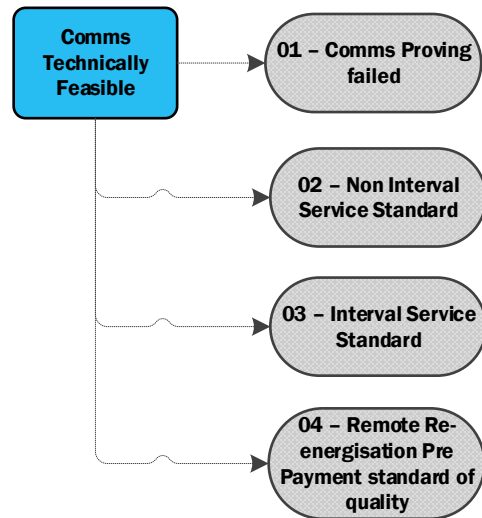 Comms
Technically
Feasible
01 – Comms Proving
failed
02 – Non Interval
Service Standard
03 – Interval Service
Standard
04 – Remote Re-
energisation Pre
Payment standard of
quality